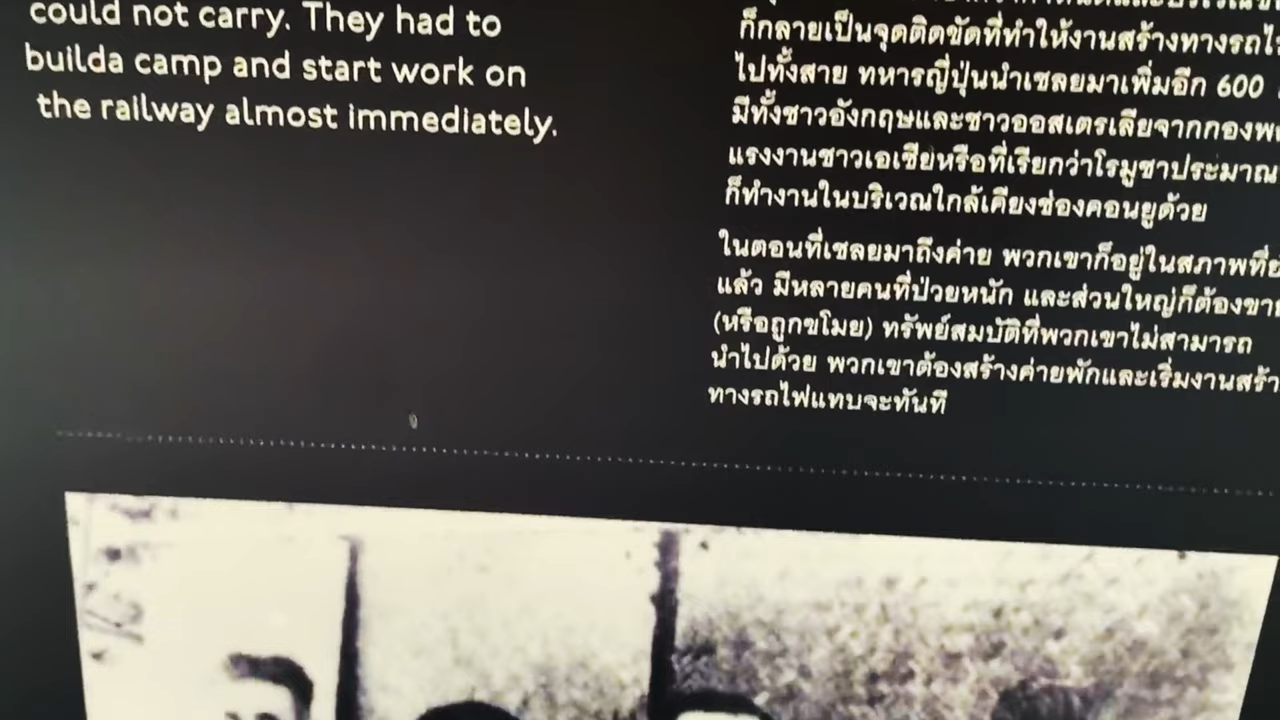 could not carry. They had to
builda camp and start work on
the railway almost immediately.
ก็กลายเป็นจุดติดขัดที่ทำให้งานสร้างทางรถไ
ไปทั้งสาย ทหารญี่ปุ่นนำเชลยมาเพิ่มอีก 600
มีทั้งชาวอังกฤษและชาวออสเตรเลียจากกองพ
แรงงานชาวเอเชียหรือที่เรียกว่าโรมูชาประมาณ
ก็ทำงานในบริเวณใกล้เคียงช่องคอนยูด้วย
ในตอนที่เชลยมาถึงค่าย พวกเขาก็อยู่ในสภาพที่
แล้ว มีหลายคนที่ป่วยหนัก และส่วนใหญ่ก็ต้องขา
(หรือถูกขโมย) ทรัพย์สมบัติที่พวกเขาไม่สามารถ
นำไปด้วย พวกเขาต้องสร้างค่ายพักและเริ่มงานสร้า
ทางรถไฟแทบจะทันที